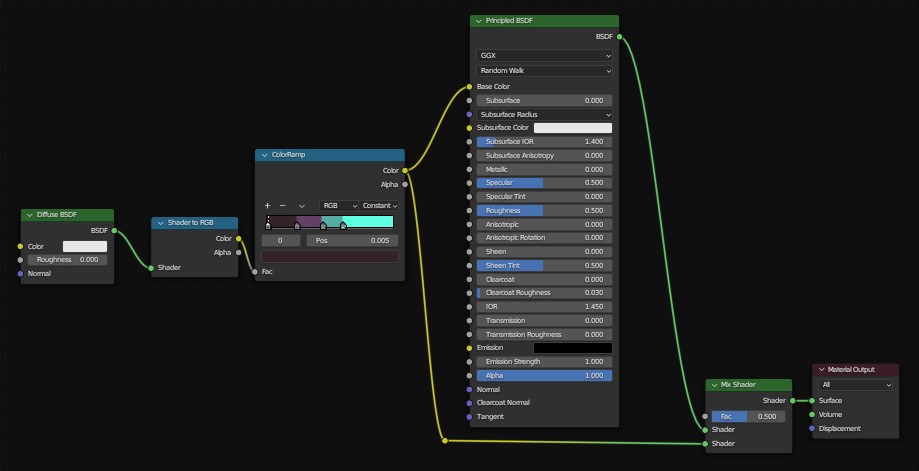 Diffuse BSDF
BSDF
Color
Roughness 0.000
Normal
Shader to RGB
Color
Alpha
Shader
ColorRamp
Color
Alpha
+ − RGB Constant
0 Pos 0.005
Fac
Principled BSDF
BSDF
GGX
Random Walk
Base Color
Subsurface 0.000
Subsurface Radius
Subsurface Color
Subsurface IOR 1.400
Subsurface Anisotropy 0.000
Metallic 0.000
Specular 0.500
Specular Tint 0.000
Roughness 0.500
Anisotropic 0.000
Anisotropic Rotation 0.000
Sheen 0.000
Sheen Tint 0.500
Clearcoat 0.000
Clearcoat Roughness 0.030
IOR 1.450
Transmission 0.000
Transmission Roughness 0.000
Emission
Emission Strength 1.000
Alpha 1.000
Normal
Clearcoat Normal
Tangent
Mix Shader
Shader
Fac 0.500
Shader
Shader
Material Output
All
Surface
Volume
Displacement